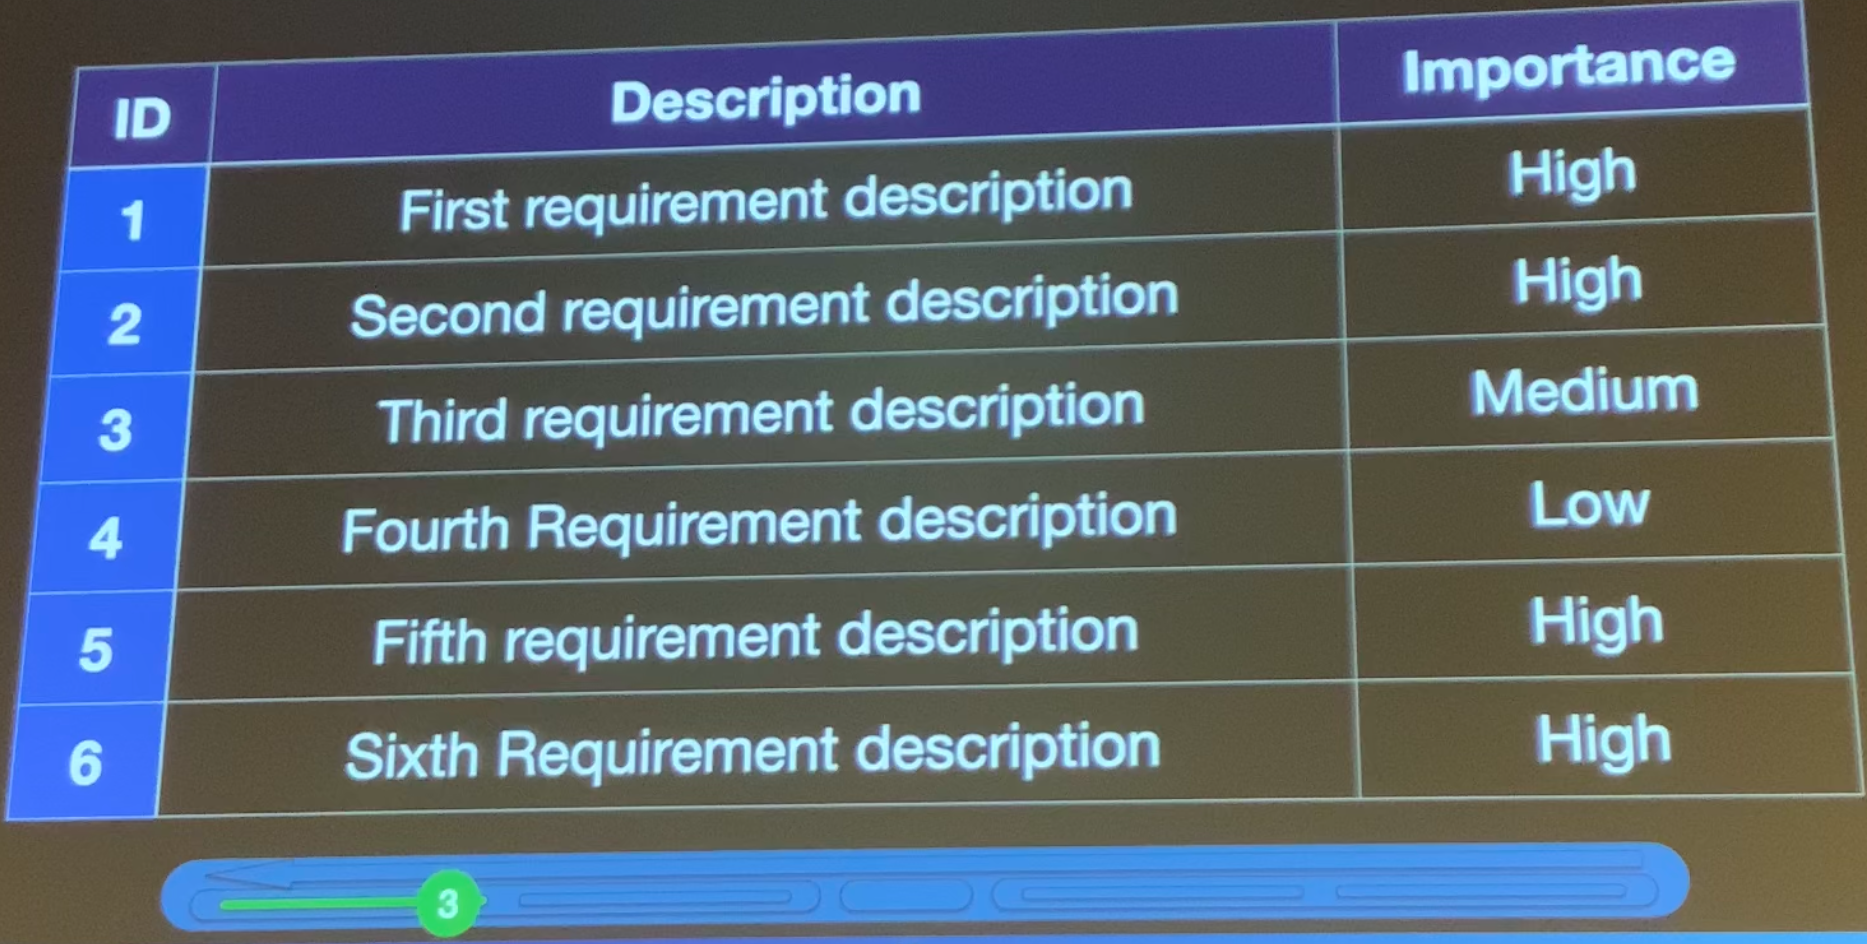 ID Description Importance
1 First requirement description High
2 Second requirement description High
3 Third requirement description Medium
4 Fourth Requirement description Low
5 Fifth requirement description High
6 Sixth Requirement description High
3